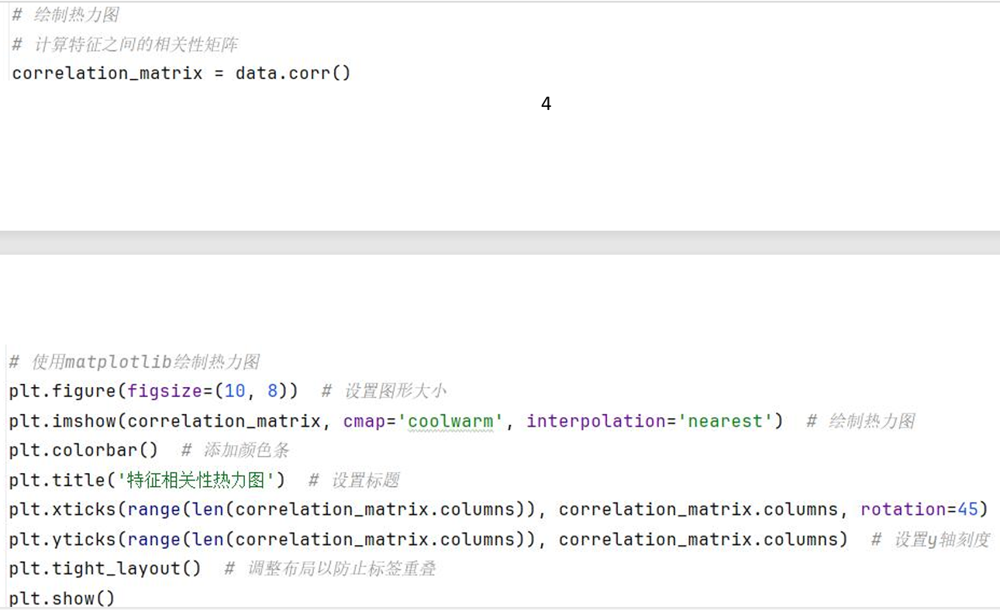 # 绘制热力图
# 计算特征之间的相关性矩阵
correlation_matrix = data.corr()
4
# 使用matplotlib绘制热力图
plt.figure(figsize=(10, 8))  # 设置图形大小
plt.imshow(correlation_matrix, cmap='coolwarm', interpolation='nearest')  # 绘制热力图
plt.colorbar()  # 添加颜色条
plt.title('特征相关性热力图')  # 设置标题
plt.xticks(range(len(correlation_matrix.columns)), correlation_matrix.columns, rotation=45)
plt.yticks(range(len(correlation_matrix.columns)), correlation_matrix.columns)  # 设置y轴刻度
plt.tight_layout()  # 调整布局以防止标签重叠
plt.show()